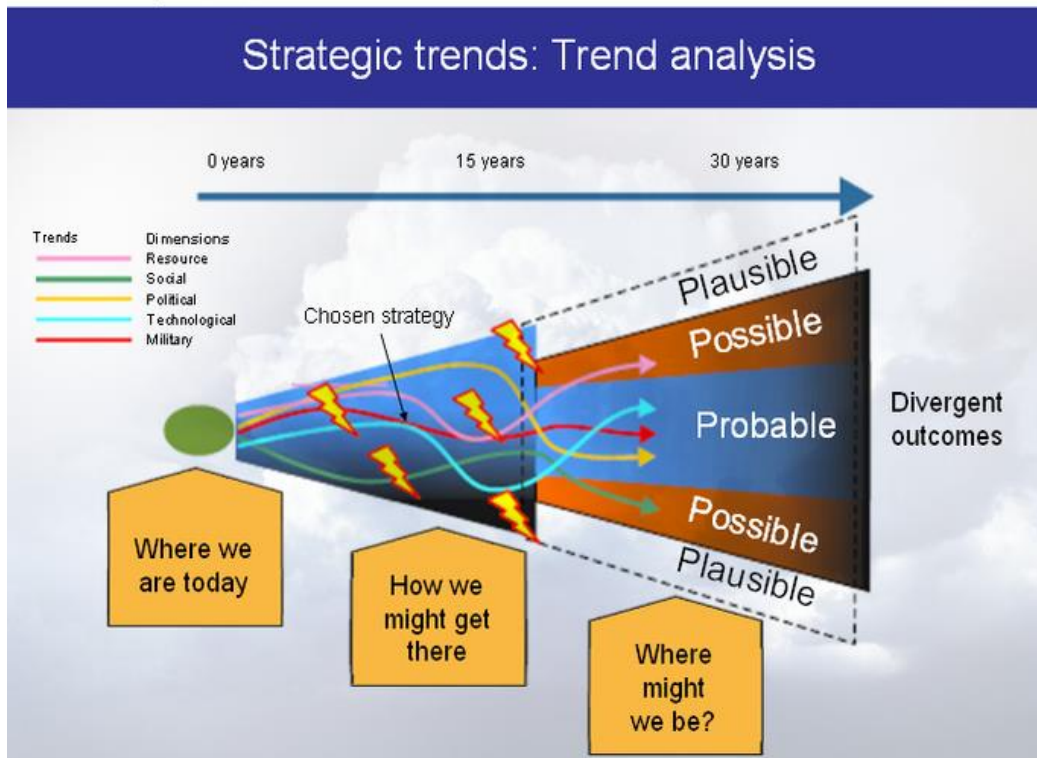 Strategic trends: Trend analysis
0 years
15 years
30 years
Trends
Dimensions
Resource
Social
Political
Technological
Military
Chosen strategy
Plausible
Possible
Probable
Possible
Plausible
Divergent
outcomes
Where we
are today
How we
might get
there
Where
might
we be?